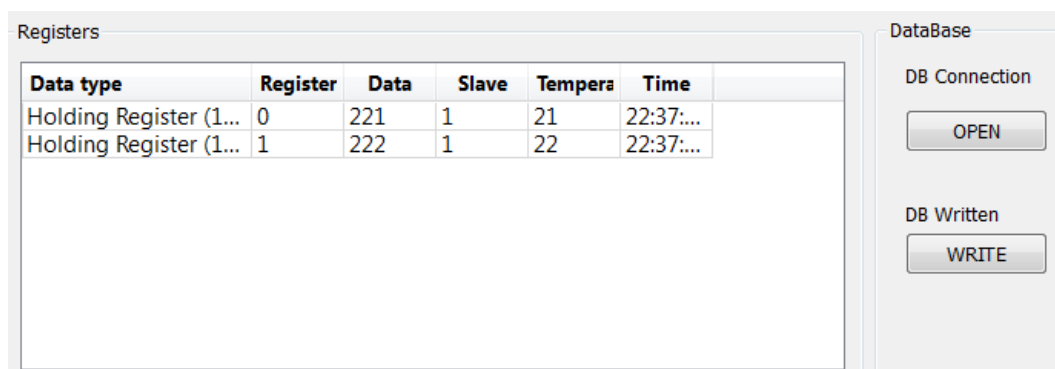 Registers
Data type Register Data Slave Tempera Time
Holding Register (1... 0 221 1 21 22:37:...
Holding Register (1... 1 222 1 22 22:37:...
DataBase
DB Connection
OPEN
DB Written
WRITE